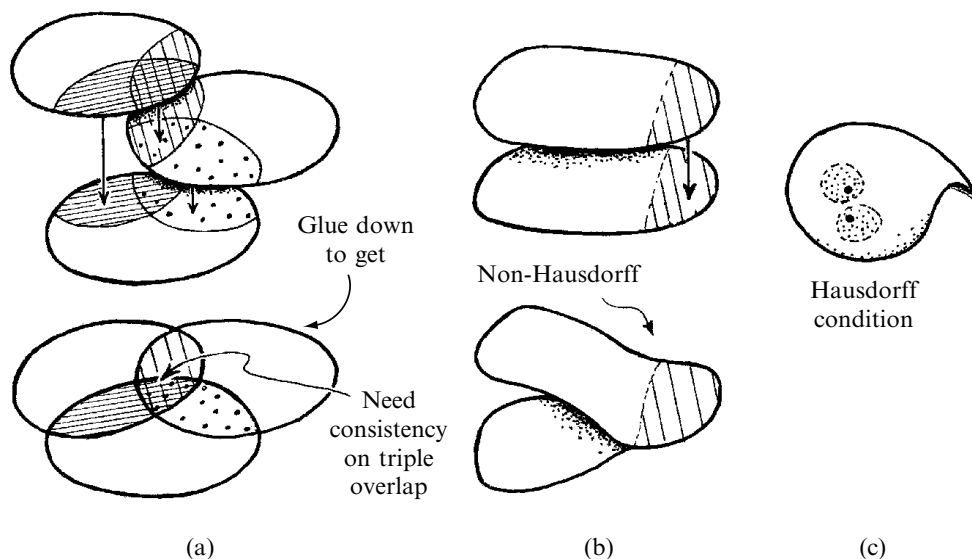 Glue down
to get
Need
consistency
on triple
overlap
(a)
Non-Hausdorff
(b)
Hausdorff
condition
(c)